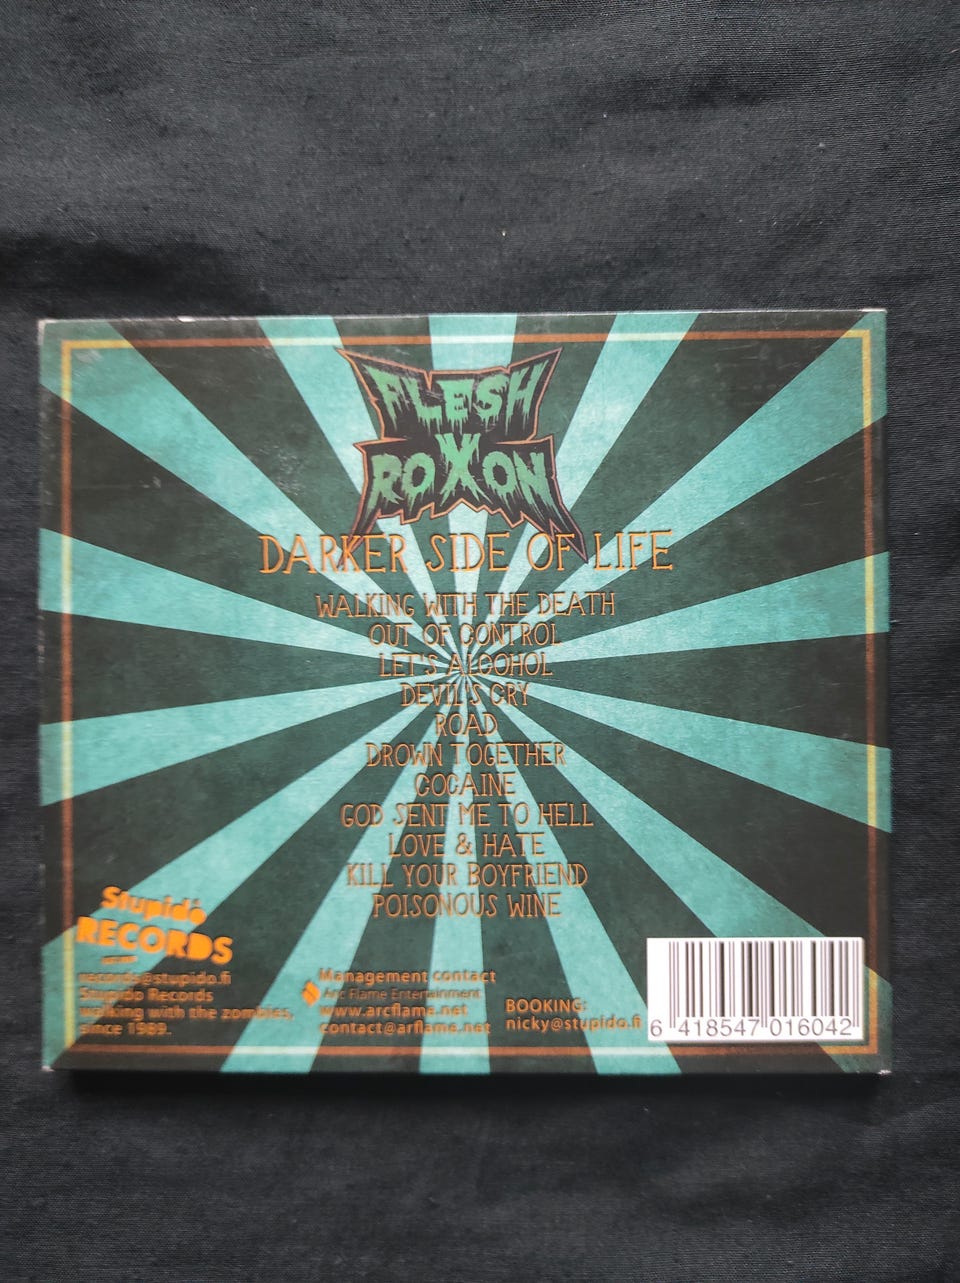 FLESH
ROXON
DARKER SIDE OF LIFE
WALKING WITH THE DEATH
OUT OF CONTROL
LET'S ALCOHOL
DEVIL'S CRY
ROAD
DROWN TOGETHER
COCAINE
GOD SENT ME TO HELL
LOVE & HATE
KILL YOUR BOYFRIEND
POISONOUS WINE
Stupido
RECORDS
records@stupido.fi
Stupido Records
walking with the zombies,
since 1989.
Management contact
Arc Flame Entertainment
www.arcflame.net
contact@arflame.net
BOOKING:
nicky@stupido.fi
6 418547 016042